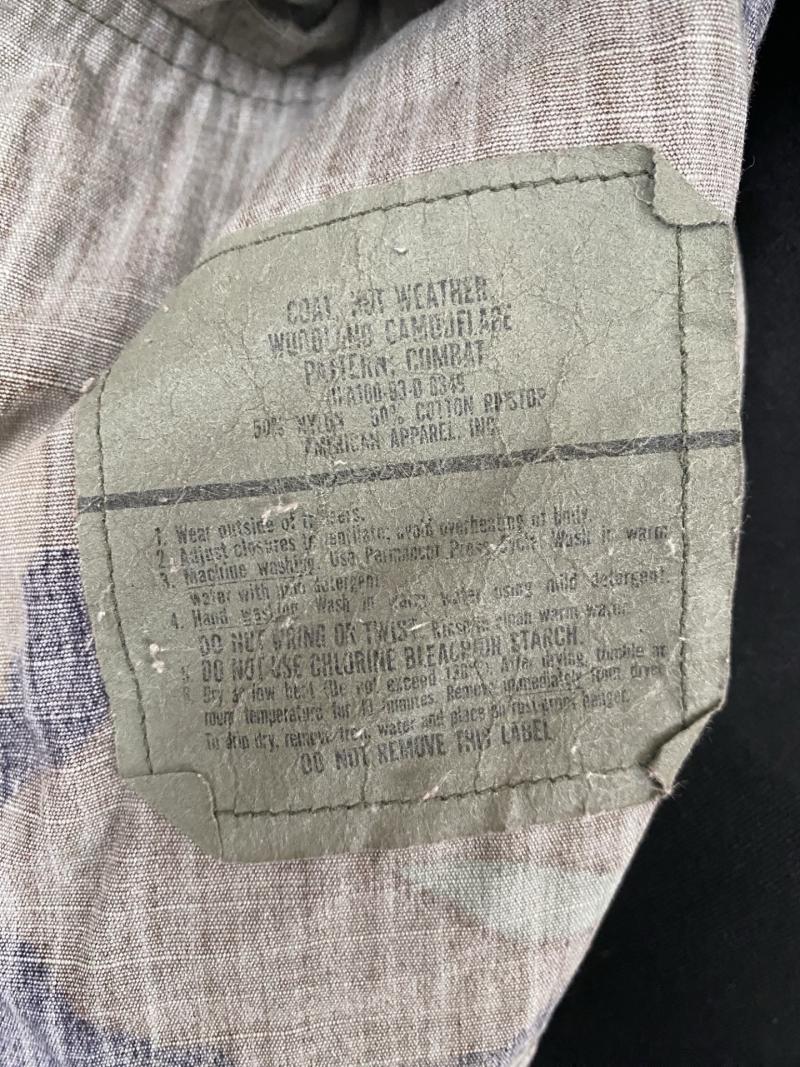 COAT, HOT WEATHER,
WOODLAND CAMOUFLAGE
PATTERN: COMBAT
50% NYLON 50% COTTON RIPSTOP
AMERICAN APPAREL, INC.
1. Wear outside of
2. Adjust closures to ventilate; avoid overheating of body.
3. Machine washing. Use Permanent Press Cycle. Wash in warm
water with mild detergent.
4. Hand washing. Wash in warm water using mild detergent.
DO NOT WRING OR TWIST. Rinse in clean warm water.
5. DO NOT USE CHLORINE BLEACH OR STARCH.
6. Dry at low heat (Do not exceed After drying, tumble at
room temperature for minutes. Remove immediately from dryer
To drip dry, remove from water and place on rust-proof hanger.
DO NOT REMOVE THIS LABEL